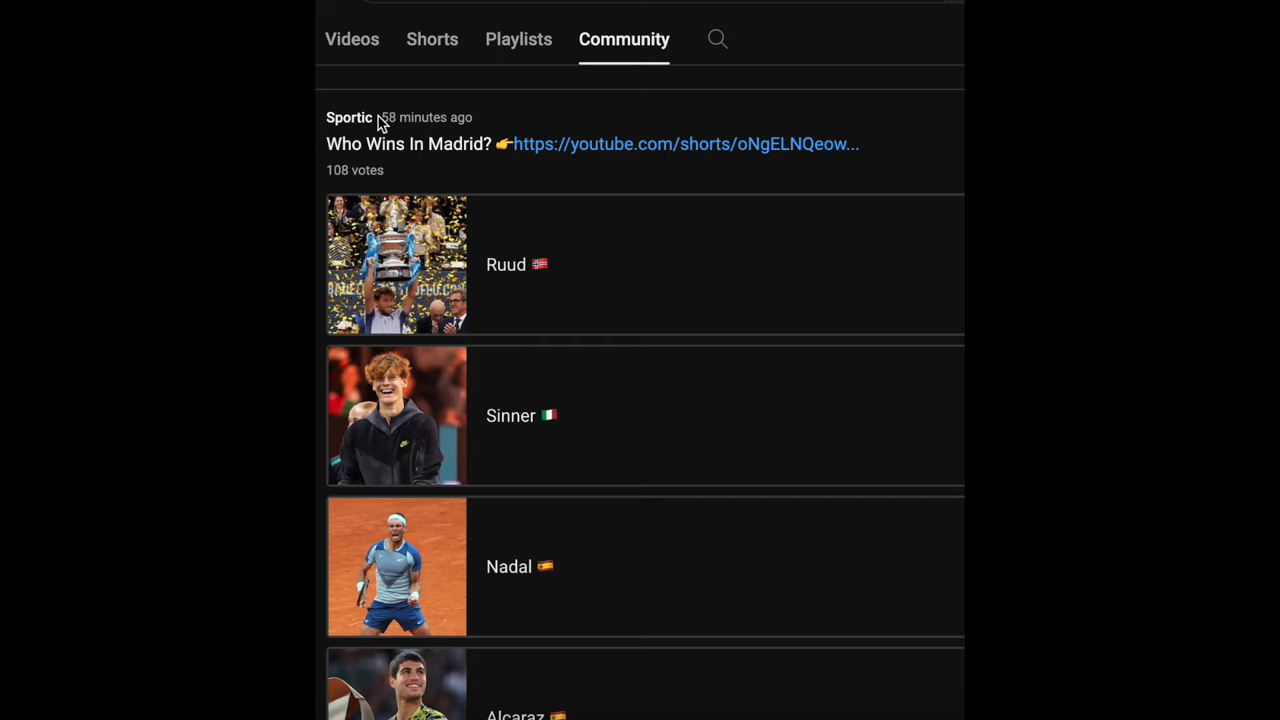 Videos Shorts Playlists Community
Sportic 58 minutes ago
Who Wins In Madrid? 👉https://youtube.com/shorts/oNgELNQeow...
108 votes
Ruud 🇳🇴
Sinner 🇮🇹
Nadal 🇪🇸
Alcaraz 🇪🇸